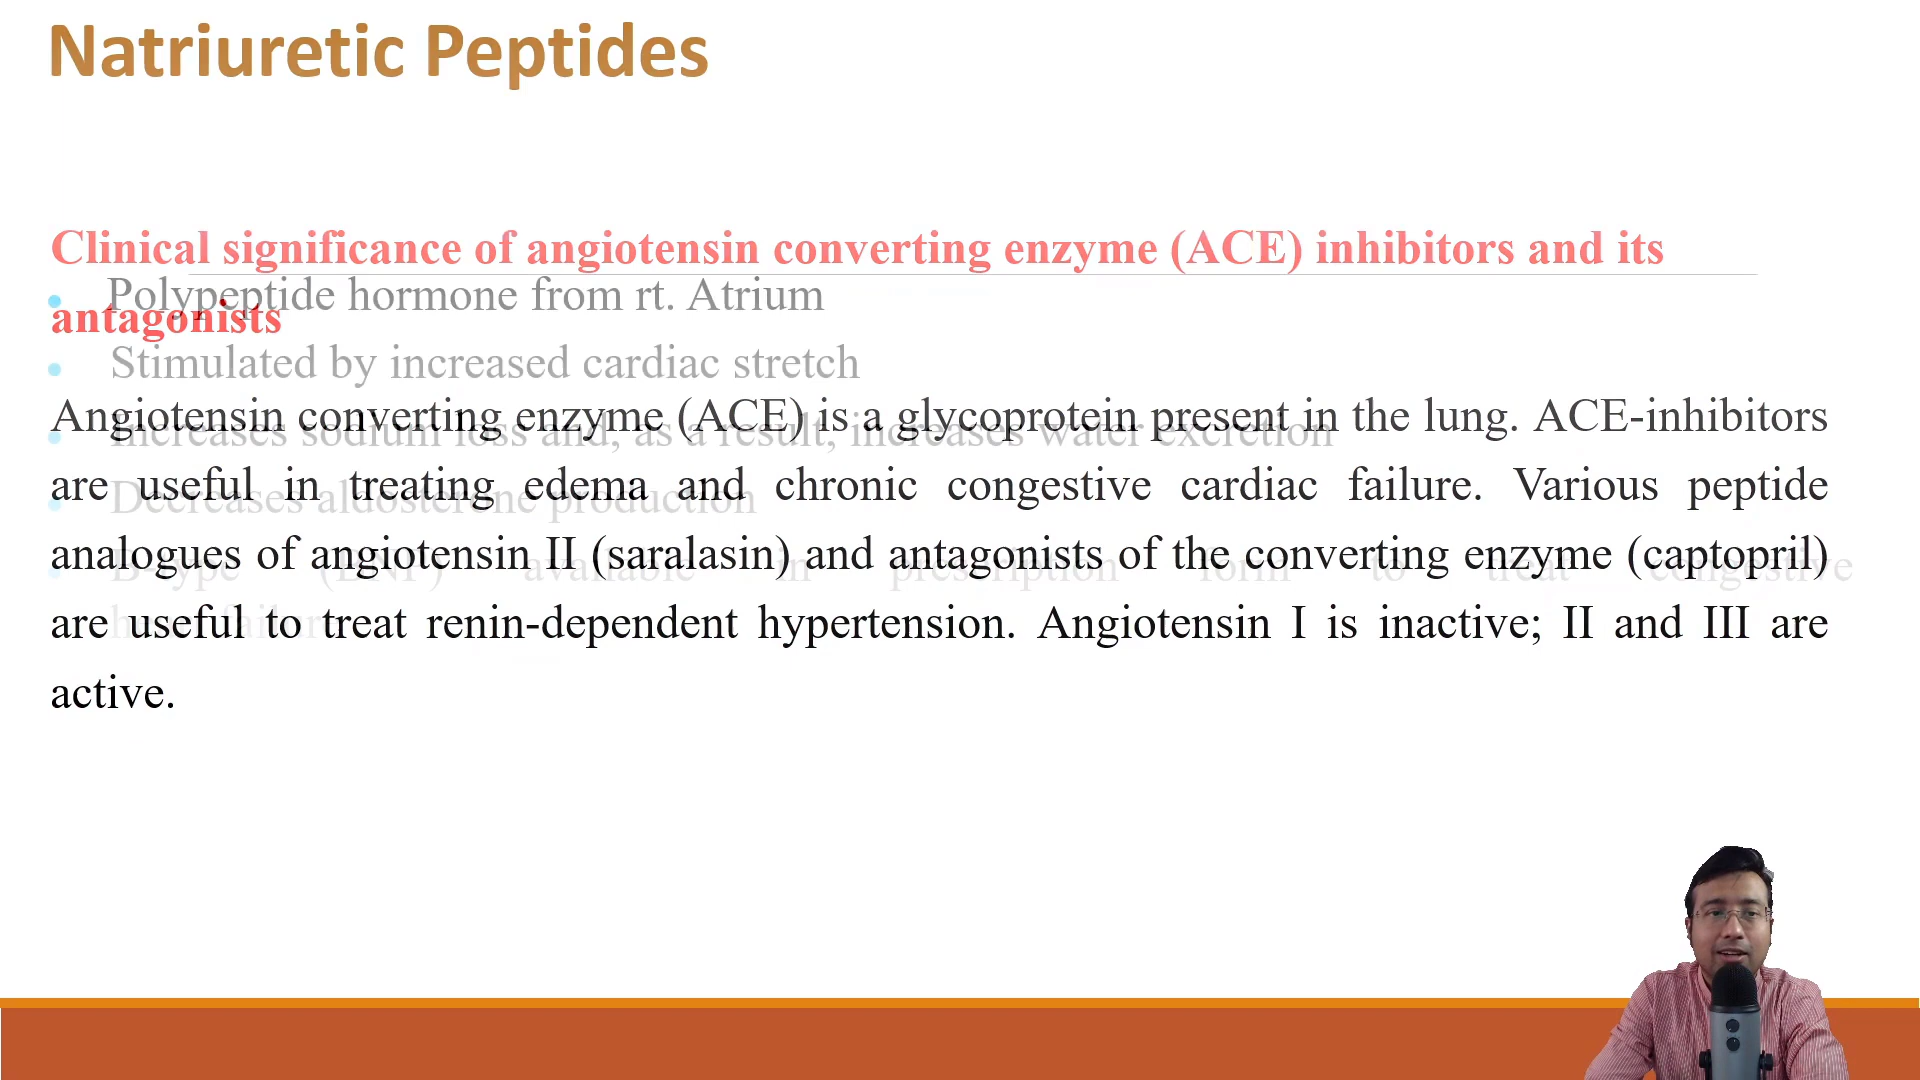 Natriuretic Peptides
Clinical significance of angiotensin converting enzyme (ACE) inhibitors and its
antagonists
Angiotensin converting enzyme (ACE) is a glycoprotein present in the lung. ACE-inhibitors
are useful in treating edema and chronic congestive cardiac failure. Various peptide
analogues of angiotensin II (saralasin) and antagonists of the converting enzyme (captopril)
are useful to treat renin-dependent hypertension. Angiotensin I is inactive; II and III are
active.
• Polypeptide hormone from rt. Atrium
• Stimulated by increased cardiac stretch
• Increases sodium loss and, as a result, increases water excretion
• Decreases aldosterone production
• B-type (BNP) available in prescription form to treat congestive
heart failure